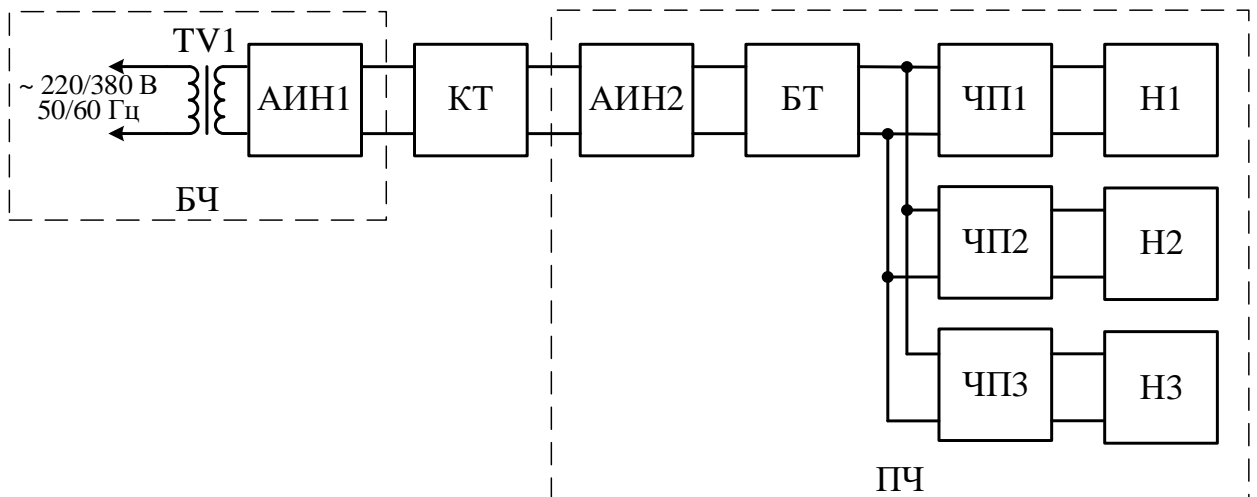 TV1
~ 220/380 В
50/60 Гц
АИН1
КТ
АИН2
БТ
ЧП1
Н1
БЧ
ЧП2
Н2
ЧП3
Н3
ПЧ